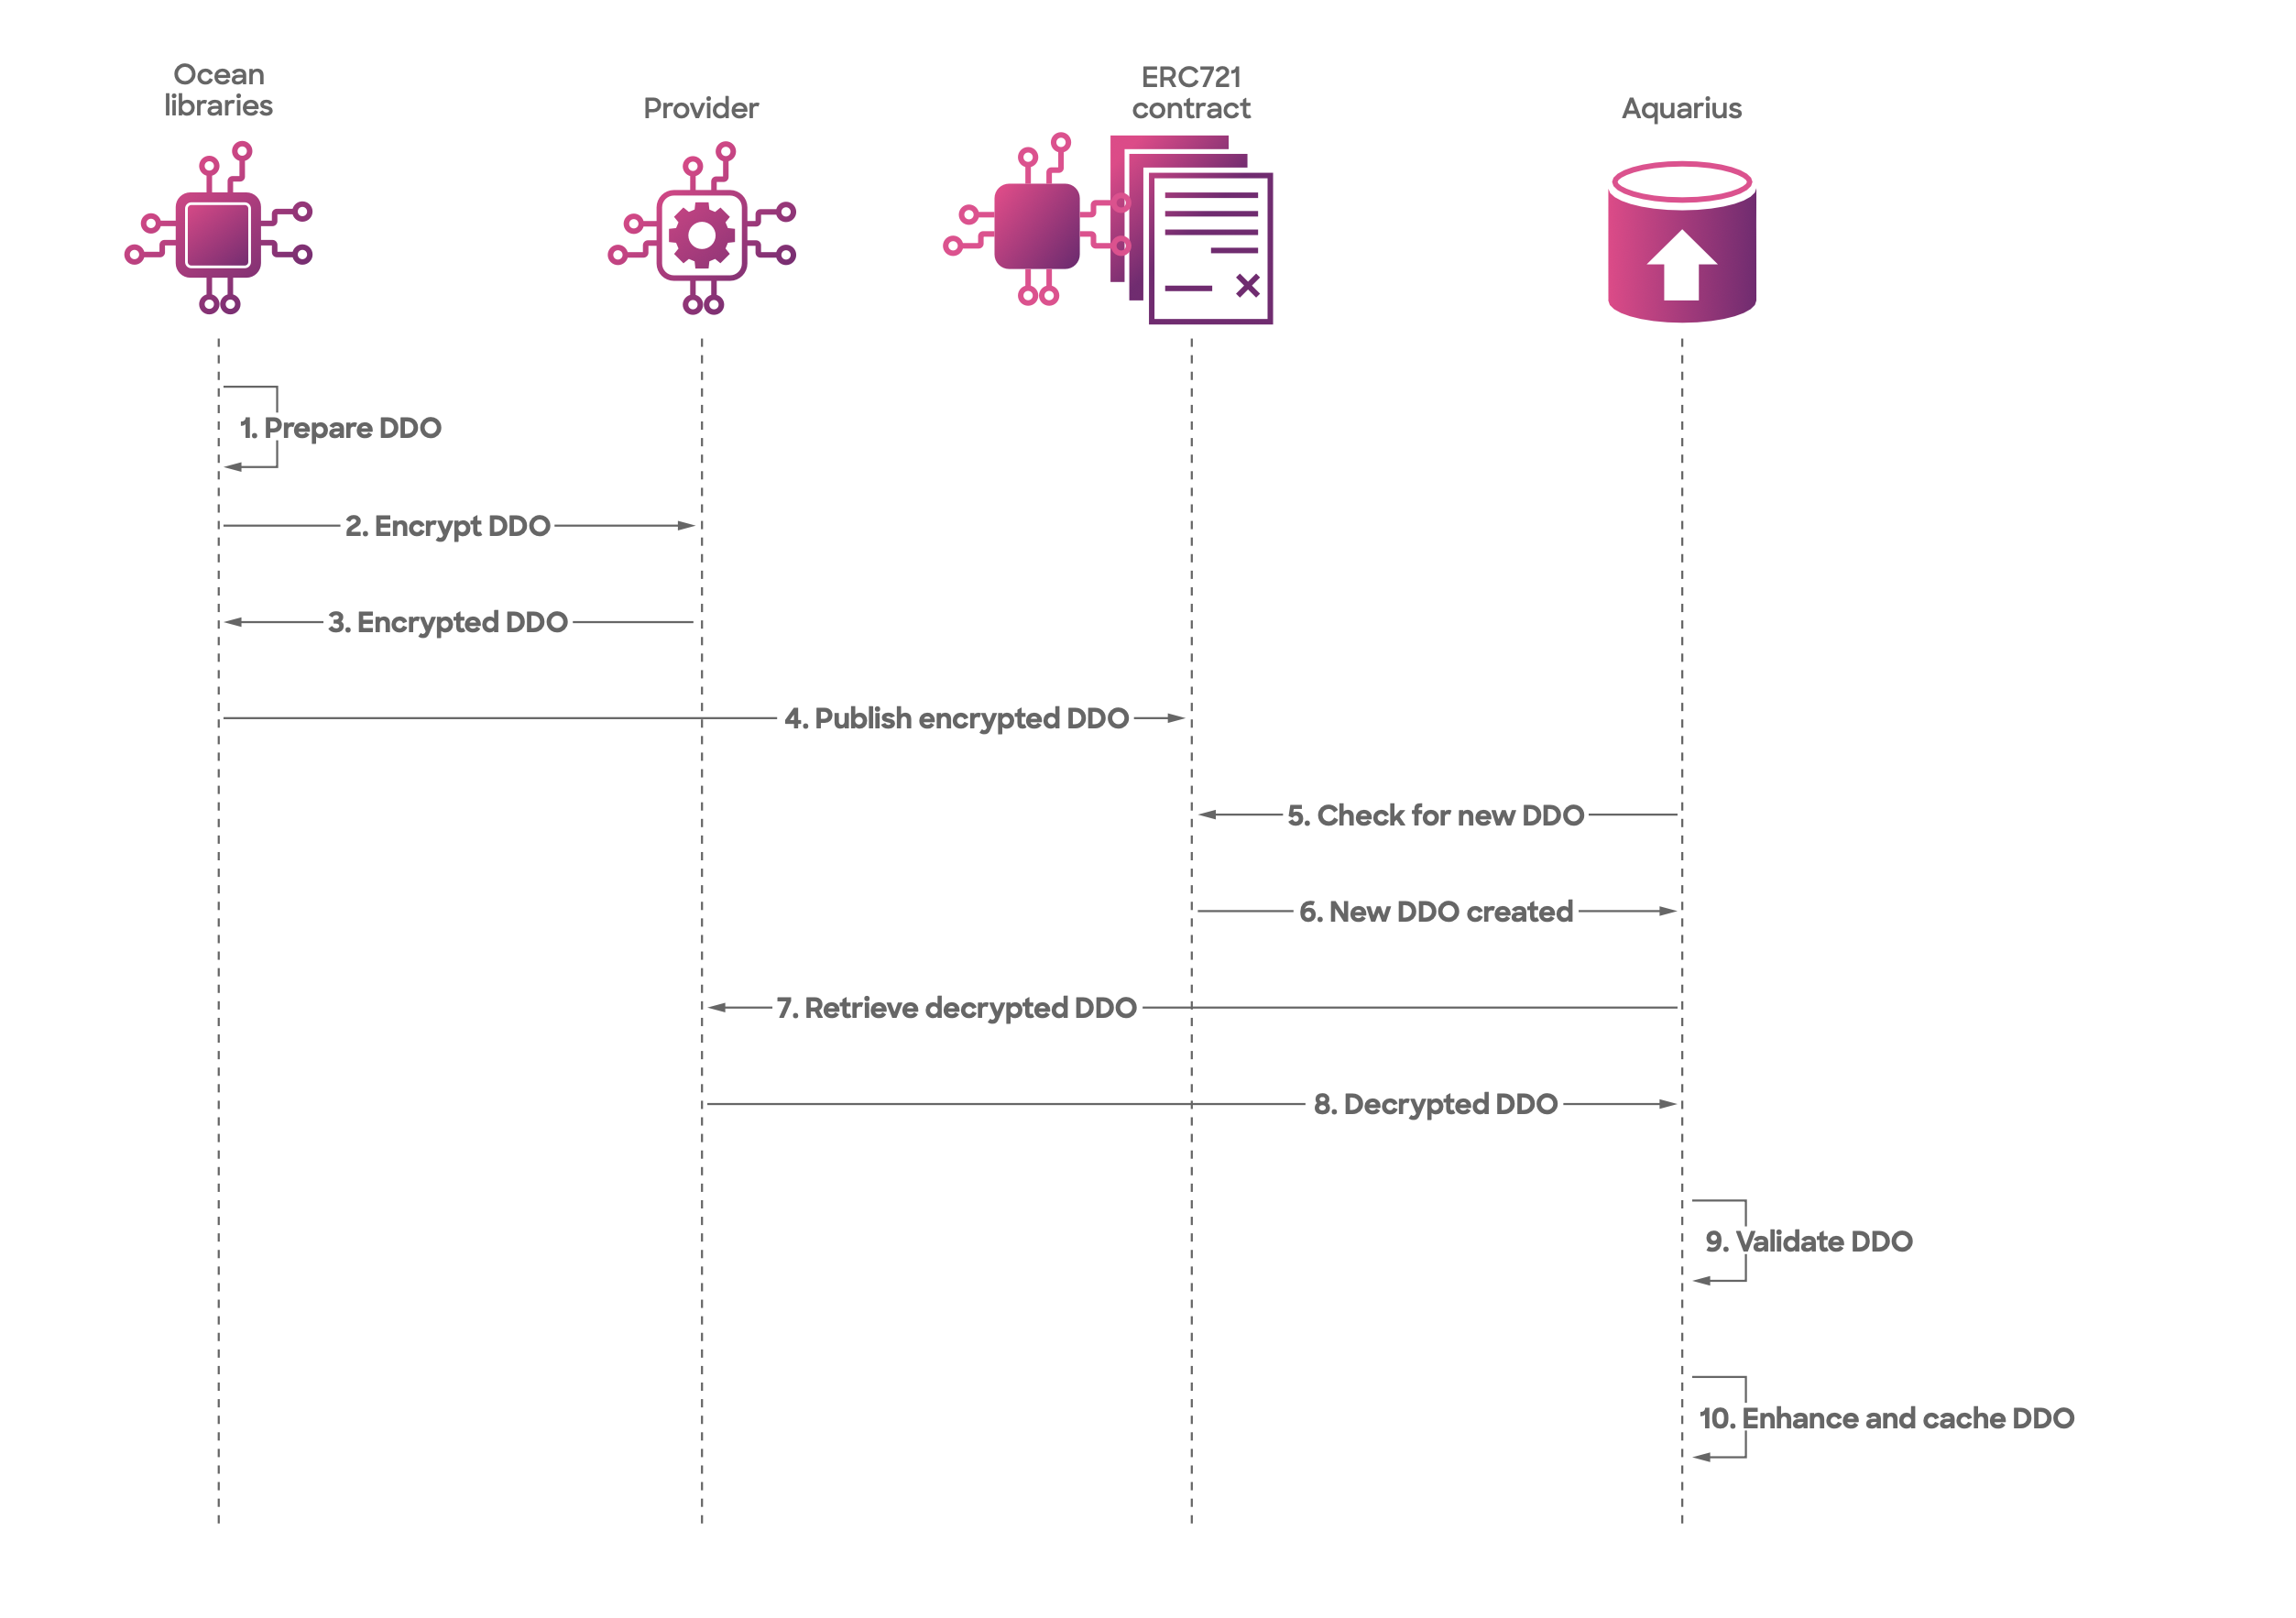 Ocean
libraries
Provider
ERC721
contract
Aquarius
1. Prepare DDO
2. Encrypt DDO
3. Encrypted DDO
4. Publish encrypted DDO
5. Check for new DDO
6. New DDO created
7. Retrieve decrypted DDO
8. Decrypted DDO
9. Validate DDO
10. Enhance and cache DDO